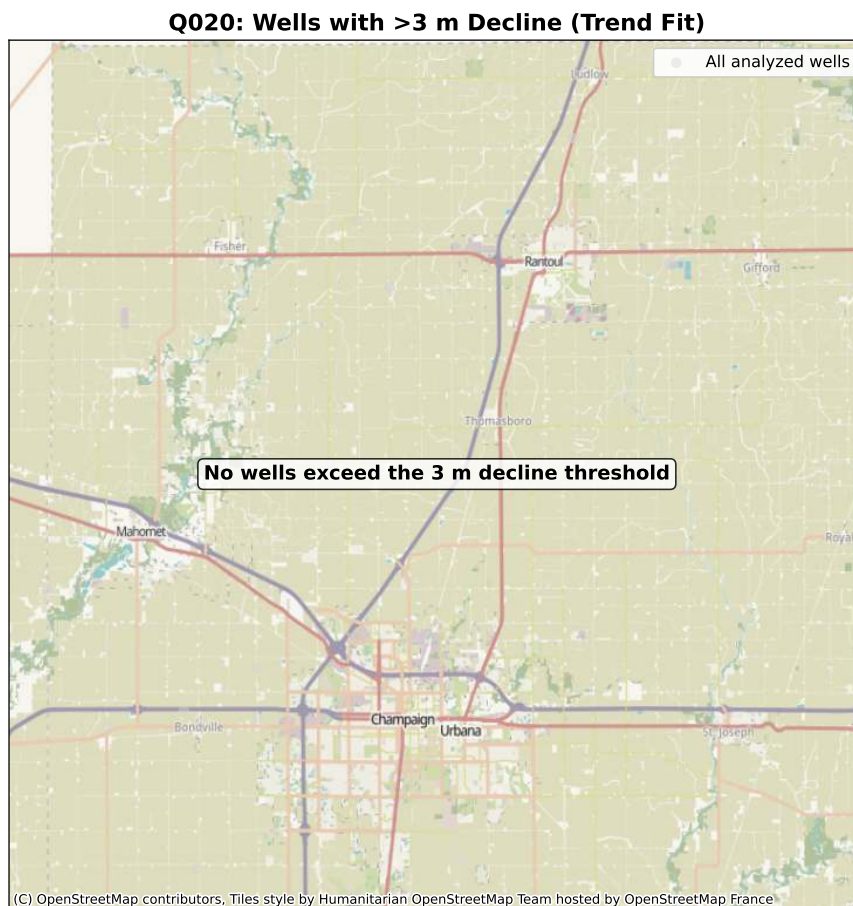 Q020: Wells with >3 m Decline (Trend Fit)
All analyzed wells
Ludlow
Fisher
Rantoul
Gifford
Thomasboro
No wells exceed the 3 m decline threshold
Mahomet
Royal
Champaign
Bondville
Urbana
St. Joseph
(C) OpenStreetMap contributors, Tiles style by Humanitarian OpenStreetMap Team hosted by OpenStreetMap France